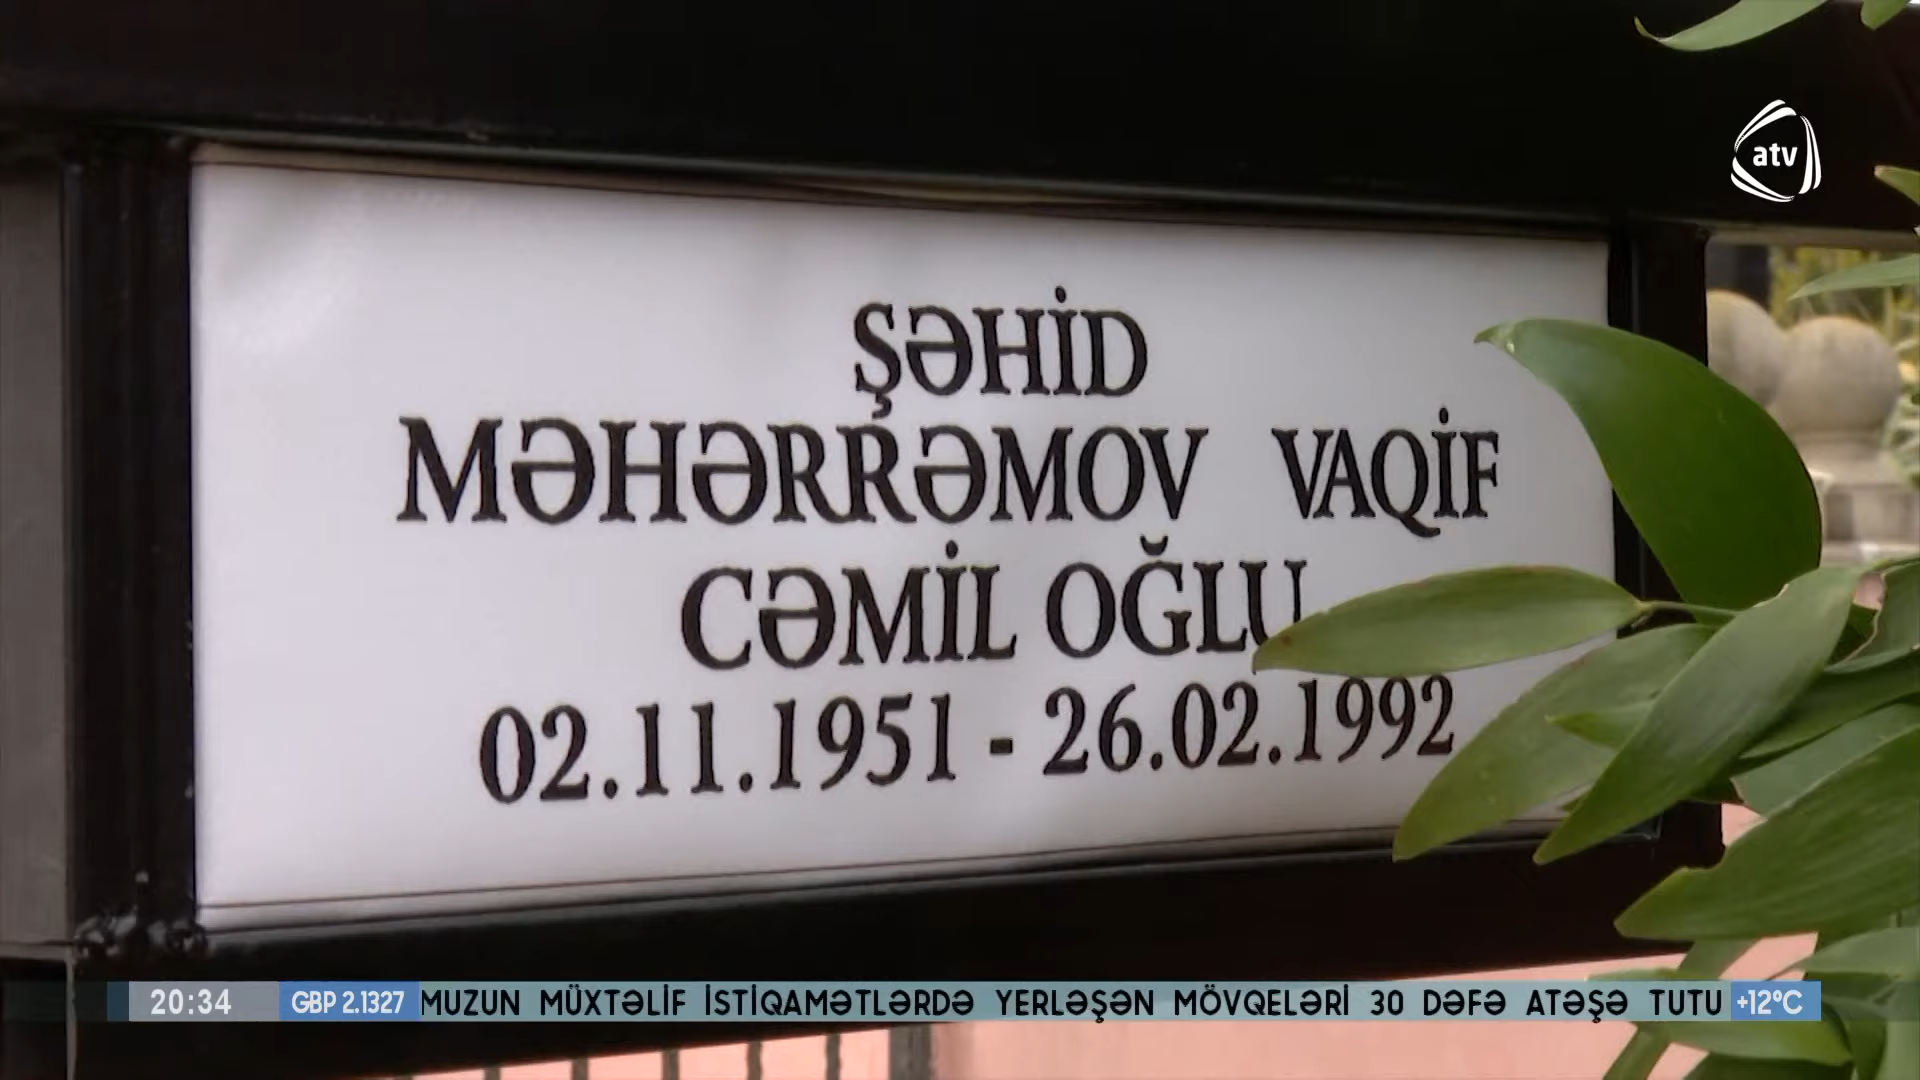 atv
ŞƏHİD
MƏHƏRRƏMOV VAQİF
CƏMİL OĞLU
02.11.1951 - 26.02.1992
20:34 GBP 2.1327 MUZUN MÜXTƏLİF İSTİQAMƏTLƏRDƏ YERLƏŞƏN MÖVQELƏRİ 30 DƏFƏ ATƏŞƏ TUTU +12°C